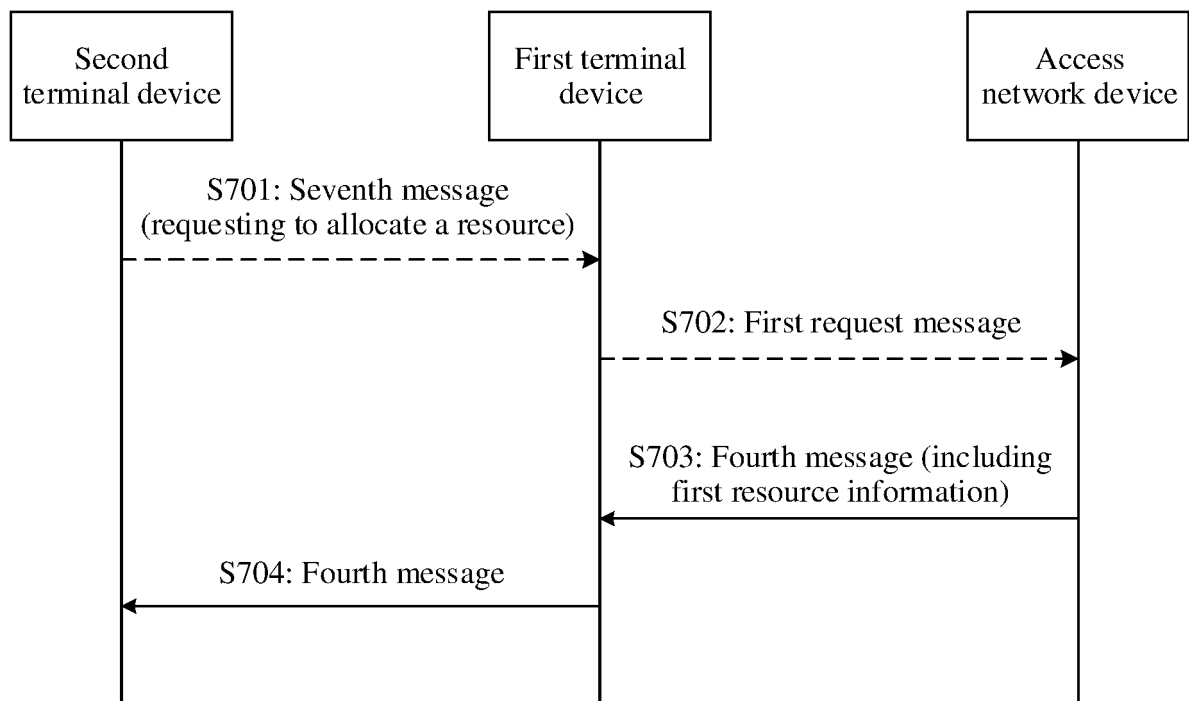 Second
terminal device
First terminal
device
Access
network device
S701: Seventh message
(requesting to allocate a resource)
S702: First request message
S703: Fourth message (including
first resource information)
S704: Fourth message